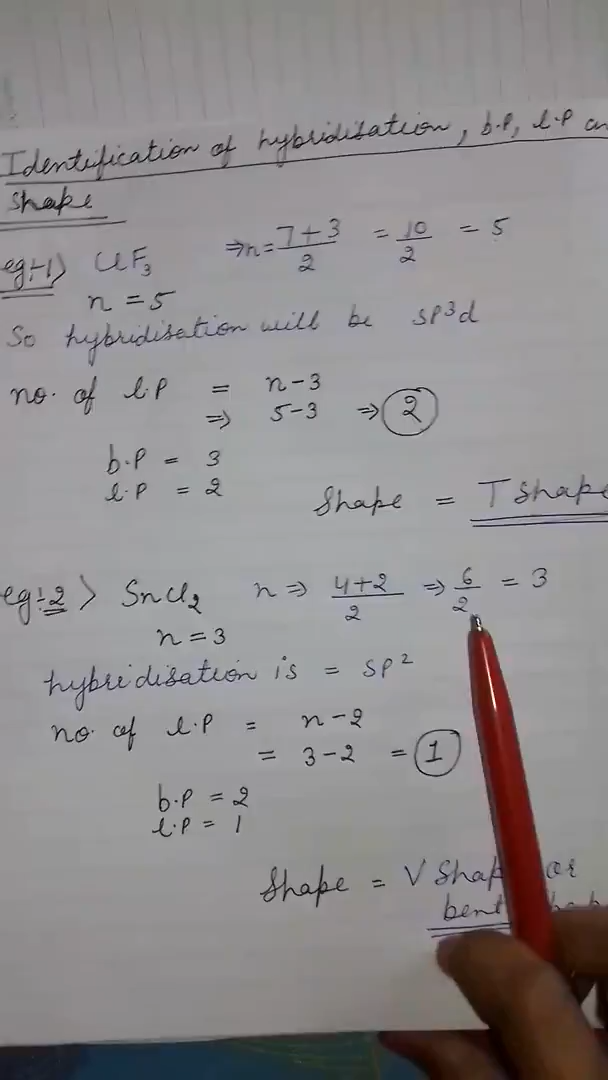 Identification of hybridisation, b.P, l.P an
Shape
eg:-1> ClF₃ ⇒n= 7+3/2 = 10/2 = 5
n = 5
So hybridisation will be sp³d
no. of l.P = n-3
⇒ 5-3 ⇒ 2
b.P = 3
l.P = 2
Shape = T Shape
eg:-2> SnCl₂ n ⇒ 4+2/2 ⇒ 6/2 = 3
n = 3
hybridisation is = sp²
no. of l.P = n-2
= 3-2 = 1
b.P = 2
l.P = 1
Shape = V Shap or
bent